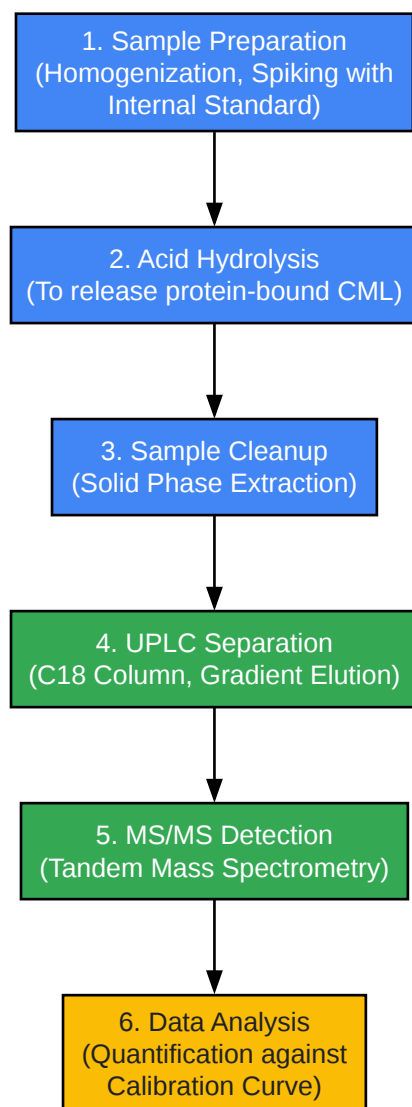 1. Sample Preparation
(Homogenization, Spiking with
Internal Standard)
2. Acid Hydrolysis
(To release protein-bound CML)
3. Sample Cleanup
(Solid Phase Extraction)
4. UPLC Separation
(C18 Column, Gradient Elution)
5. MS/MS Detection
(Tandem Mass Spectrometry)
6. Data Analysis
(Quantification against
Calibration Curve)